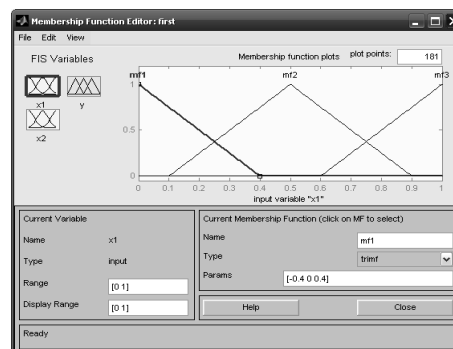 Membership Function Editor: first
File Edit View
FIS Variables
x1
y
x2
Membership function plots
plot points: 181
mf1 mf2 mf3
1
0.5
0
0 0.1 0.2 0.3 0.4 0.5 0.6 0.7 0.8 0.9 1
input variable "x1"
Current Variable
Name x1
Type input
Range [0 1]
Display Range [0 1]
Current Membership Function (click on MF to select)
Name mf1
Type trimf
Params [-0.4 0 0.4]
Help Close
Ready